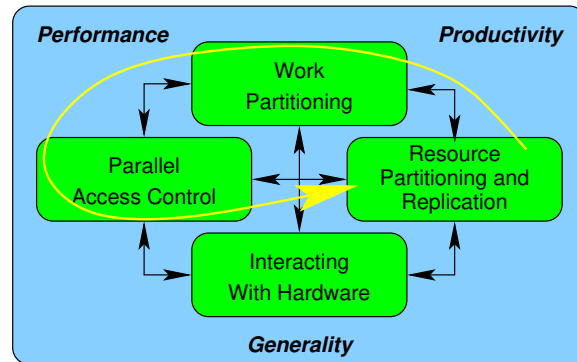 Performance
Productivity
Work
Partitioning
Parallel
Access Control
Resource
Partitioning and
Replication
Interacting
With Hardware
Generality